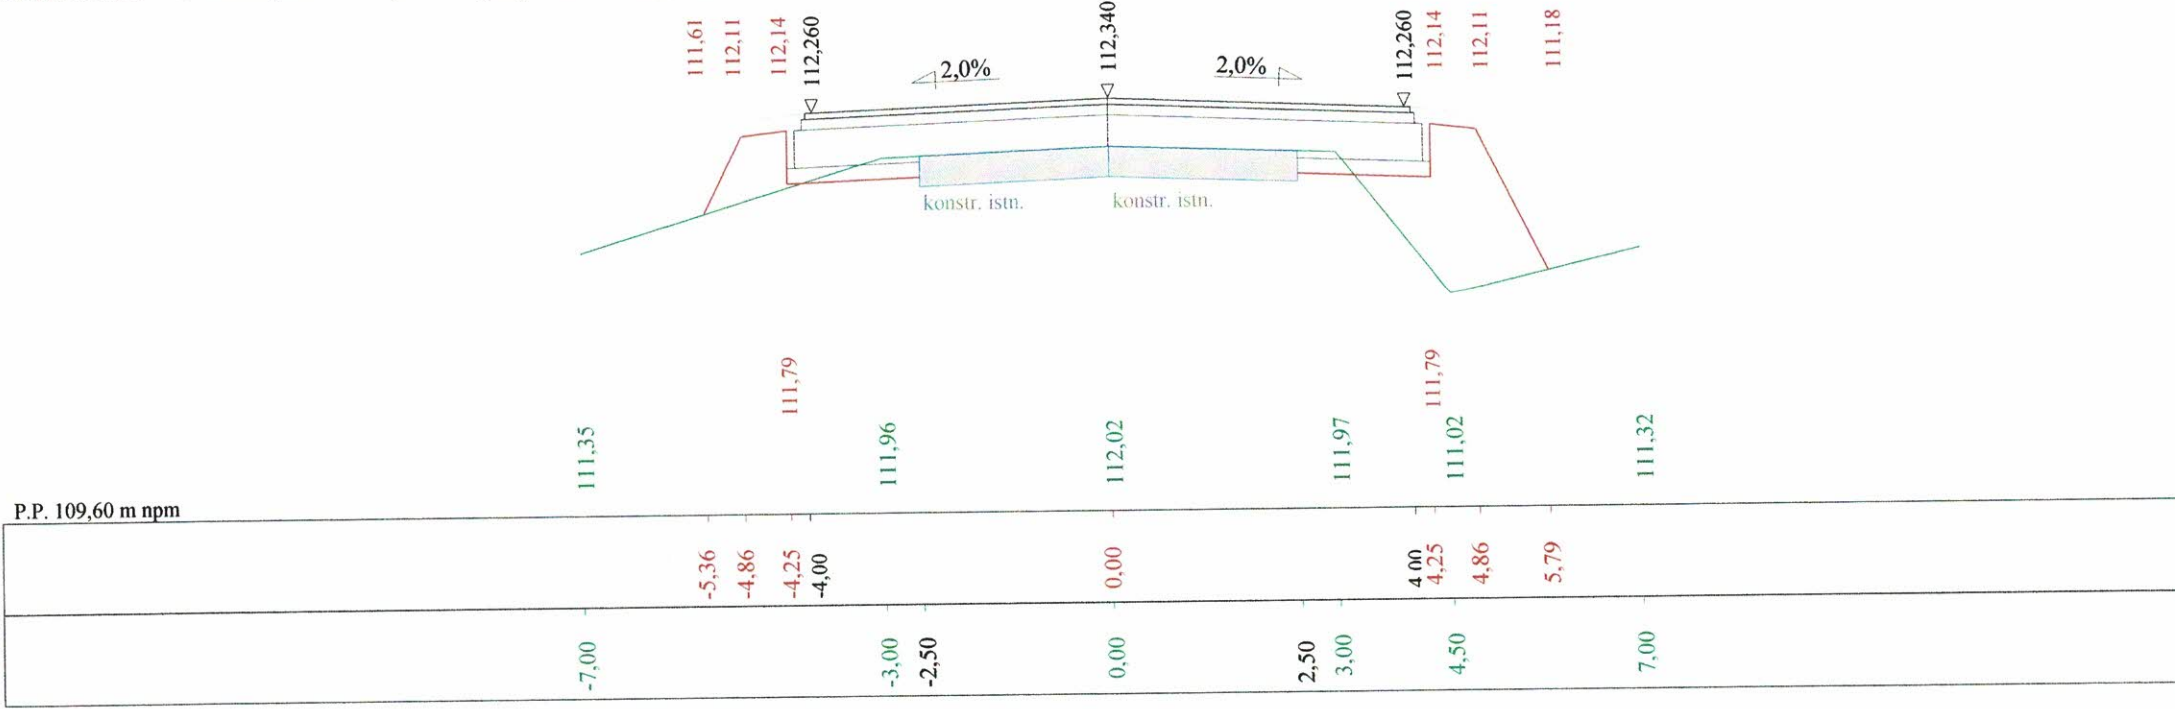 111,61 112,11 112,14 112,260 112,340 112,260 112,14 112,11 111,18
2,0% 2,0%
konstr. istn. konstr. istn.
111,79 111,79
111,35 111,96 112,02 111,97 111,02 111,32
P.P. 109,60 m npm
-5,36 -4,86 -4,25 -4,00 0,00 4 00 4,25 4,86 5,79
-7,00 -3,00 -2,50 0,00 2,50 3,00 4,50 7,00